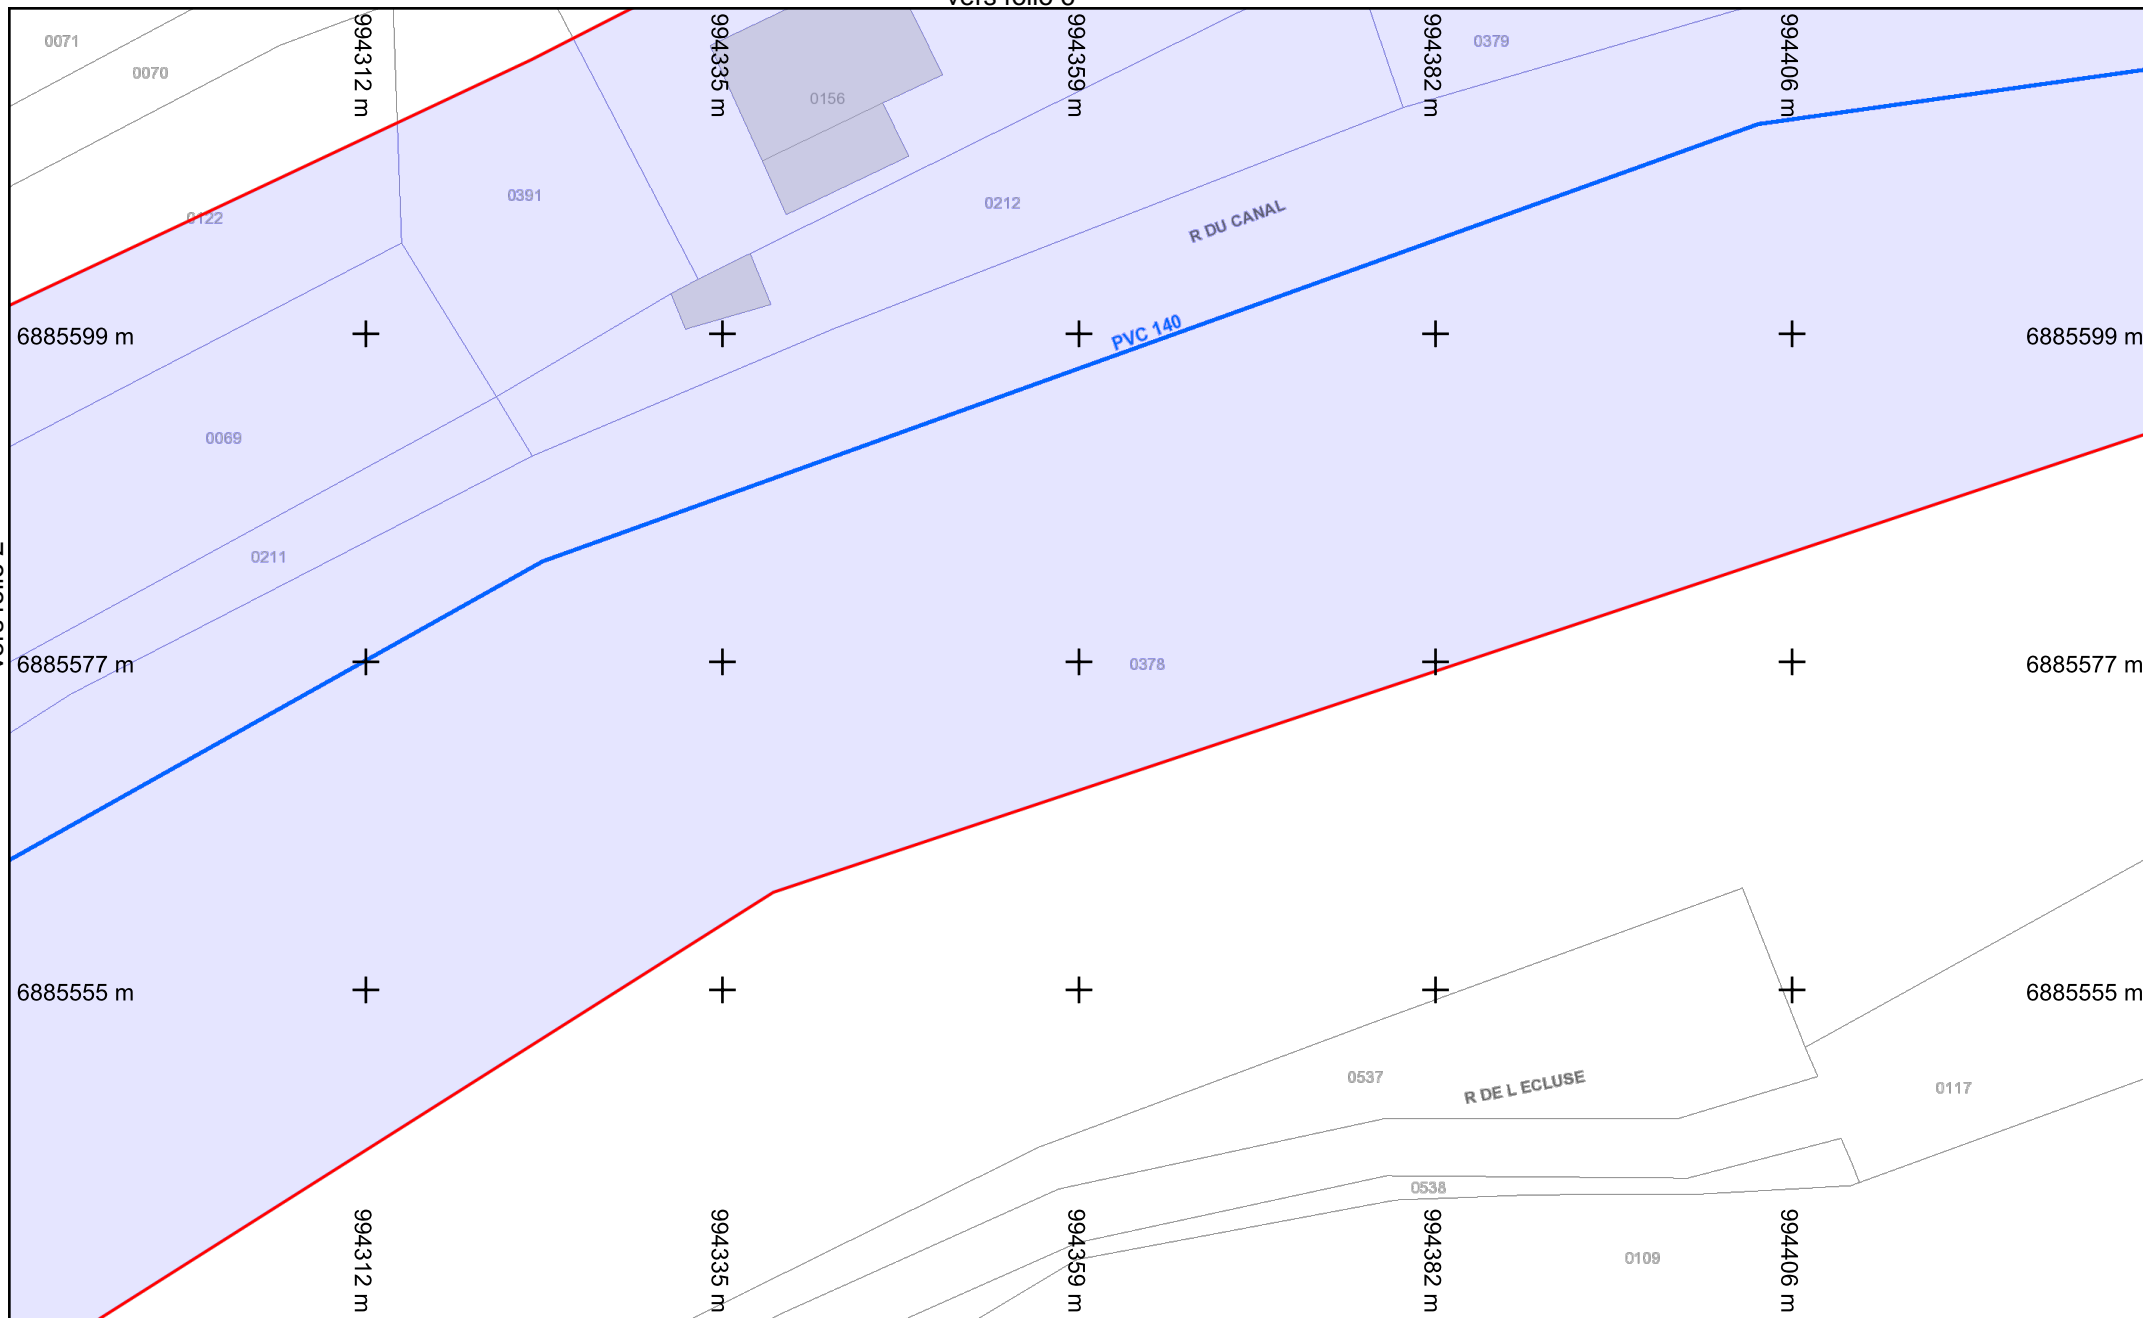 0071
0070
994312 m
994335 m
994359 m
994382 m
994406 m
0379
0156
0391
0122
0212
R DU CANAL
6885599 m
PVC 140
6885599 m
0069
0211
6885577 m
0378
6885577 m
6885555 m
6885555 m
0537
R DE L ECLUSE
0117
0538
0109
994312 m
994335 m
994359 m
994382 m
994406 m